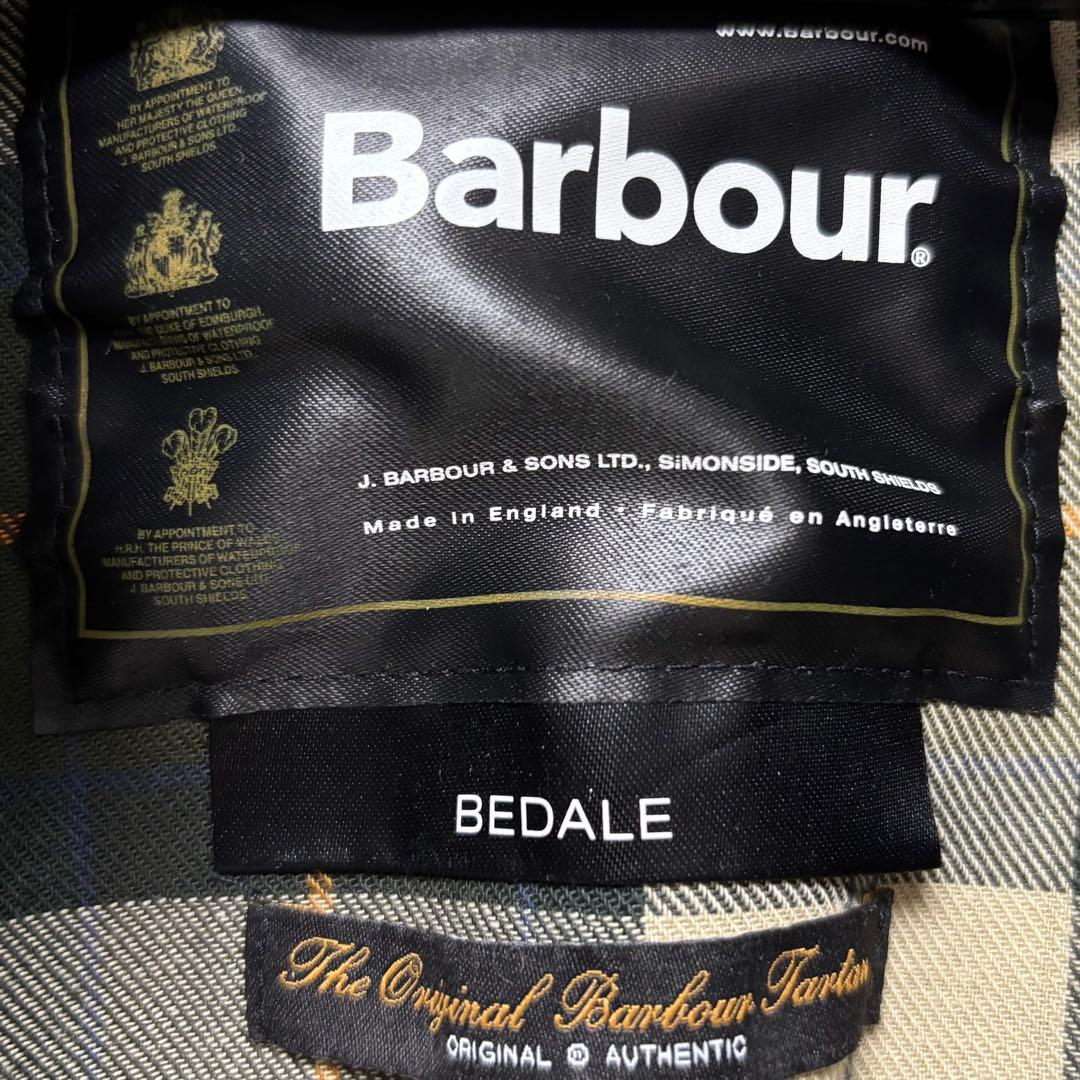 www.barbour.com
BY APPOINTMENT TO
HER MAJESTY THE QUEEN
MANUFACTURERS OF WATERPROOF
AND PROTECTIVE CLOTHING
J. BARBOUR & SONS LTD.
SOUTH SHIELDS.
Barbour®
BY APPOINTMENT TO
DUKE OF EDINBURGH.
OF WATERPROOF
AND PROTECTIVE CLOTHING
J. BARBOUR & SONS LTD.
SOUTH SHIELDS.
J. BARBOUR & SONS LTD., SiMONSIDE, SOUTH SHIELDS
Made in England · Fabriqué en Angleterre
BY APPOINTMENT TO
H.R.H. THE PRINCE OF WALES
MANUFACTURERS OF WATERPROOF
AND PROTECTIVE CLOTHING
J BARBOUR & SONS LTD.
SOUTH SHIELDS
BEDALE
The Original Barbour Tartan
ORIGINAL ® AUTHENTIC